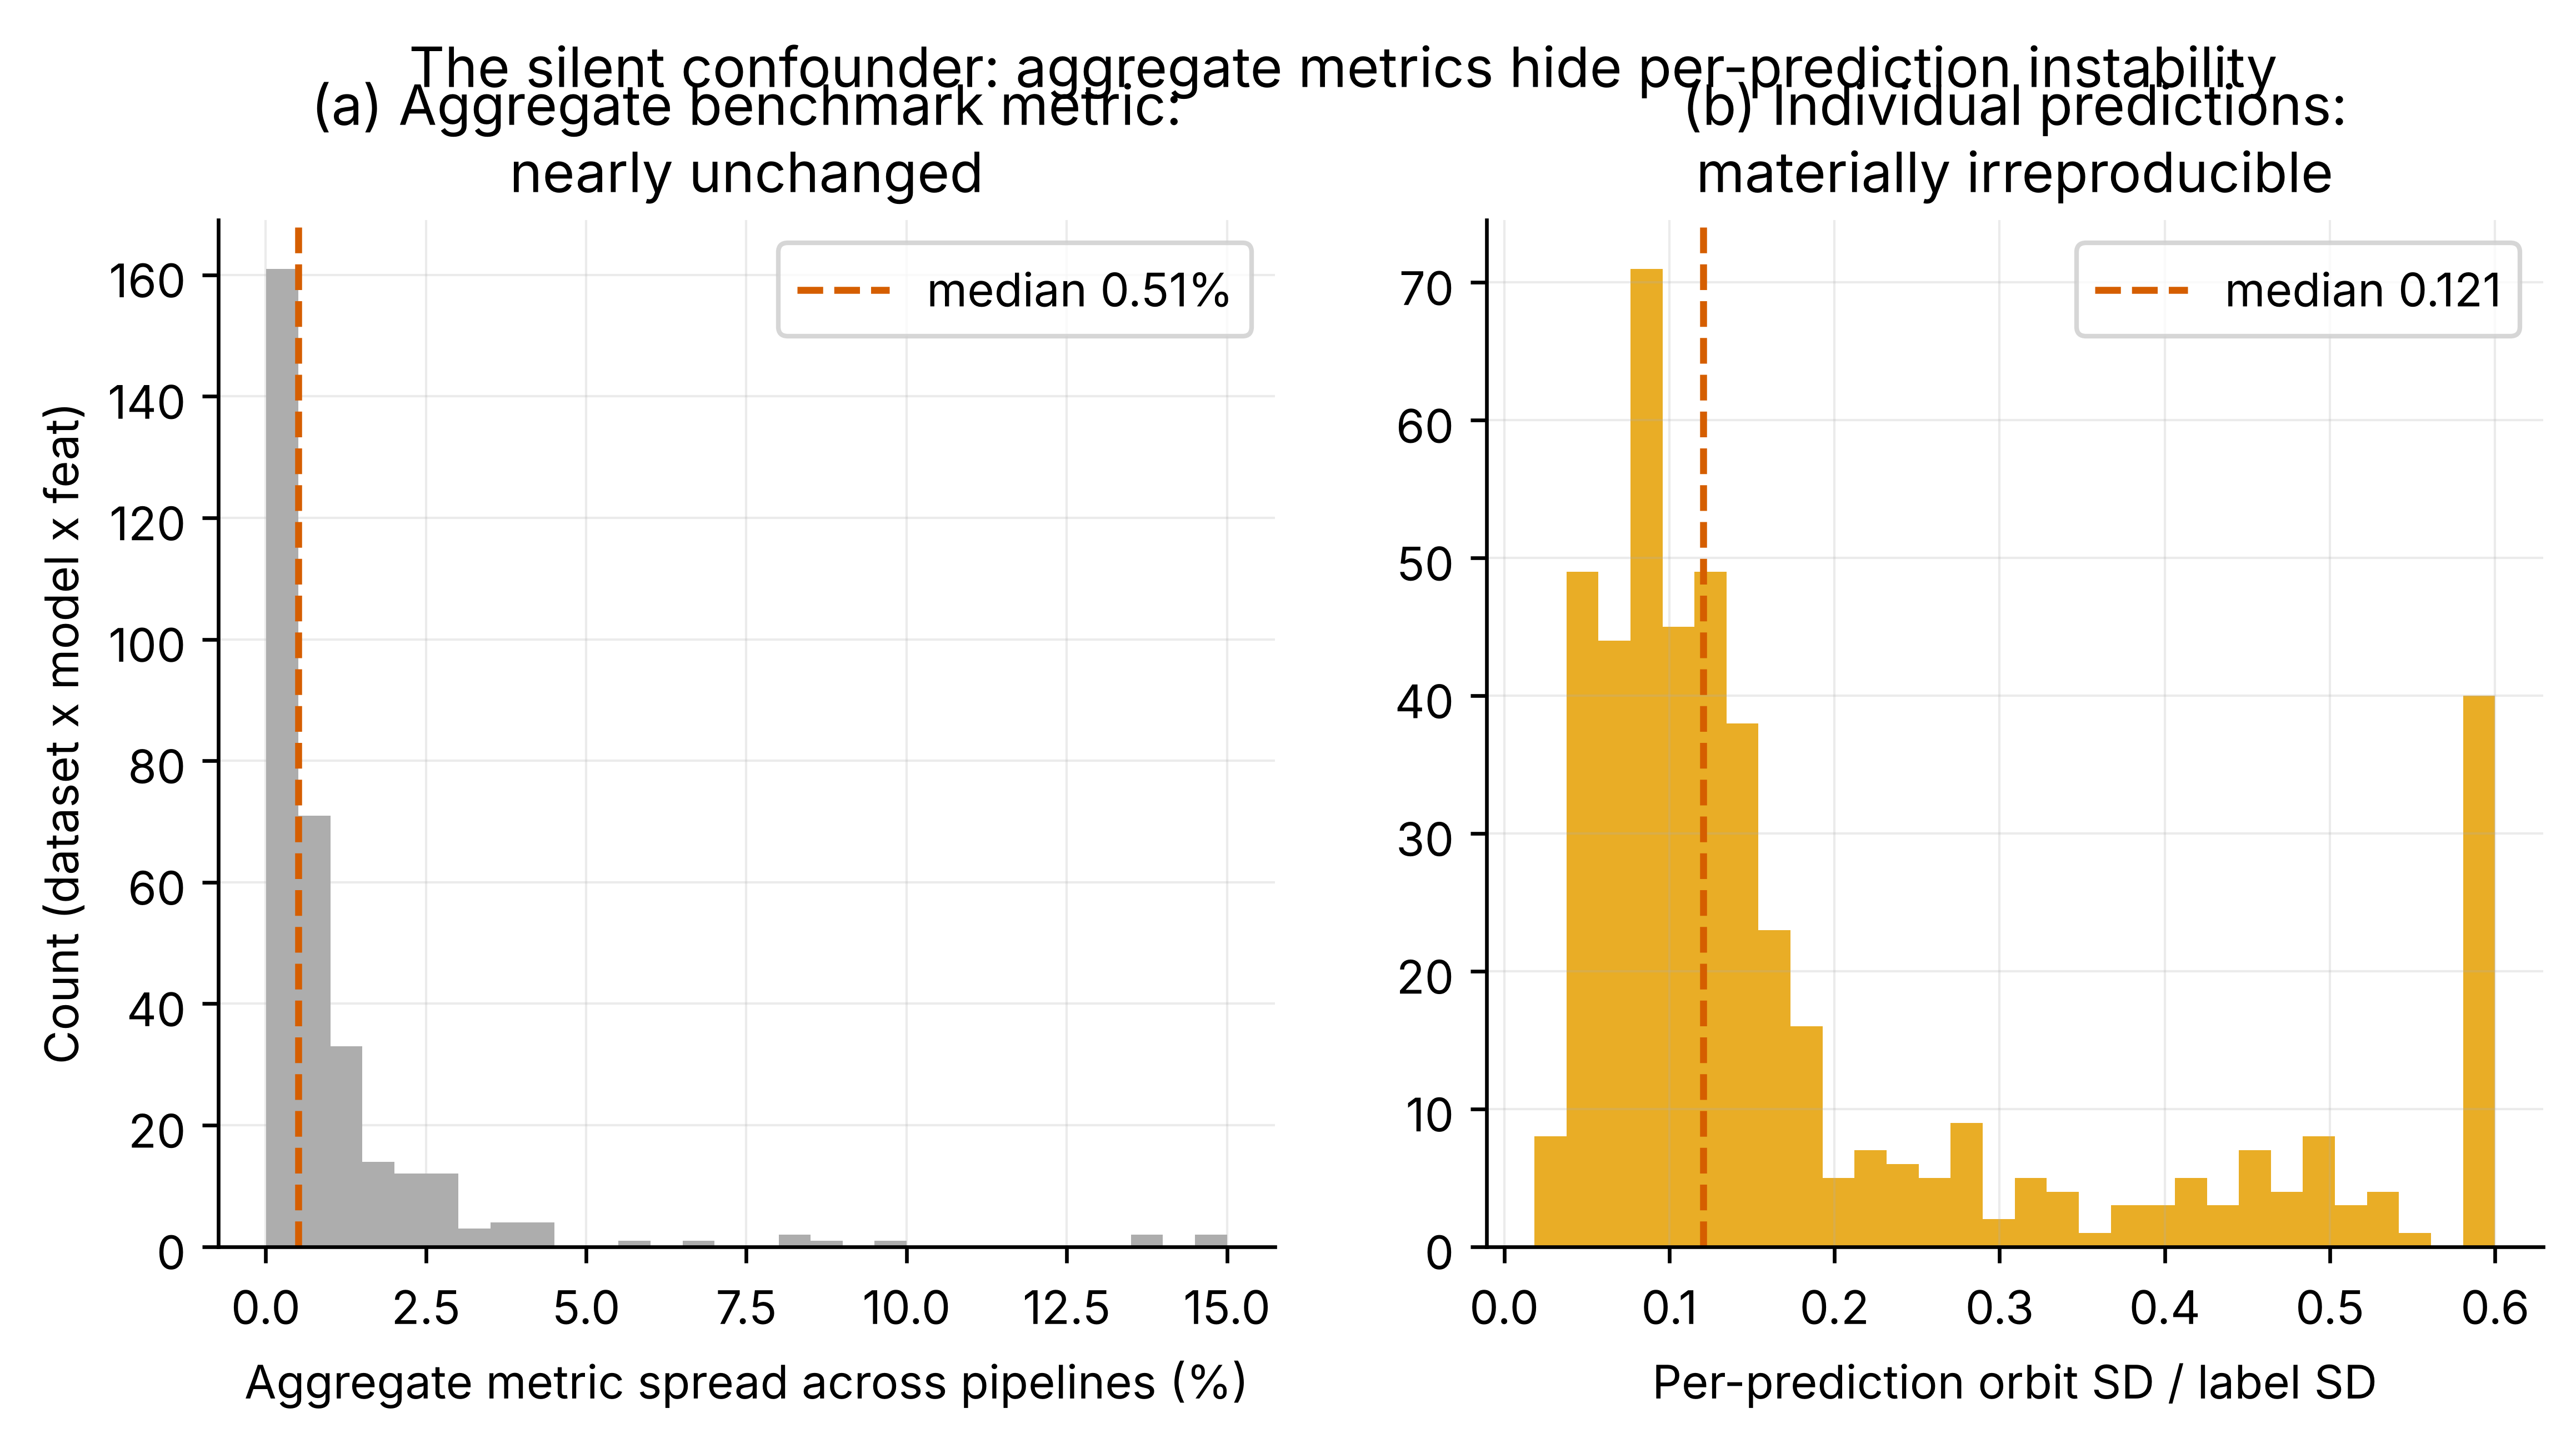 The silent confounder: aggregate metrics hide per-prediction instability
(a) Aggregate benchmark metric:
nearly unchanged
median 0.51%
160
140
120
100
80
60
40
20
0
Count (dataset x model x feat)
0.0 2.5 5.0 7.5 10.0 12.5 15.0
Aggregate metric spread across pipelines (%)
(b) Individual predictions:
materially irreproducible
median 0.121
70
60
50
40
30
20
10
0
0.0 0.1 0.2 0.3 0.4 0.5 0.6
Per-prediction orbit SD / label SD